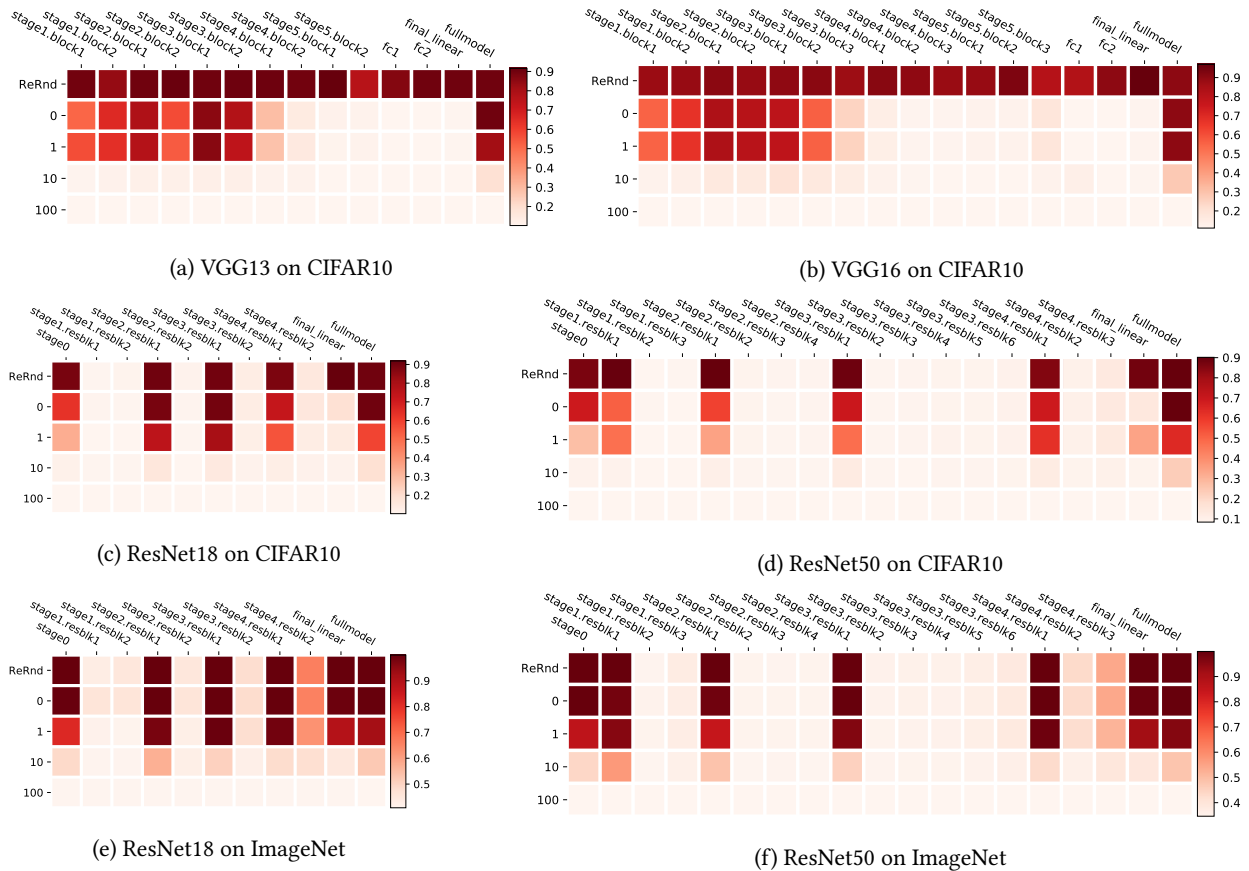 stage1.block1
stage1.block2
stage2.block1
stage2.block2
stage3.block1
stage3.block2
stage4.block1
stage4.block2
stage5.block1
stage5.block2
fc1
fc2
final_linear
fullmodel
ReRnd
0
1
10
100
0.9
0.8
0.7
0.6
0.5
0.4
0.3
0.2
(a) VGG13 on CIFAR10
stage1.block1
stage1.block2
stage2.block1
stage2.block2
stage3.block1
stage3.block2
stage3.block3
stage4.block1
stage4.block2
stage4.block3
stage5.block1
stage5.block2
stage5.block3
fc1
fc2
final_linear
fullmodel
ReRnd
0
1
10
100
0.9
0.8
0.7
0.6
0.5
0.4
0.3
0.2
(b) VGG16 on CIFAR10
stage0
stage1.resblk1
stage1.resblk2
stage2.resblk1
stage2.resblk2
stage3.resblk1
stage3.resblk2
stage4.resblk1
stage4.resblk2
final_linear
fullmodel
ReRnd
0
1
10
100
0.9
0.8
0.7
0.6
0.5
0.4
0.3
0.2
(c) ResNet18 on CIFAR10
stage0
stage1.resblk1
stage1.resblk2
stage1.resblk3
stage2.resblk1
stage2.resblk2
stage2.resblk3
stage2.resblk4
stage3.resblk1
stage3.resblk2
stage3.resblk3
stage3.resblk4
stage3.resblk5
stage3.resblk6
stage4.resblk1
stage4.resblk2
stage4.resblk3
final_linear
fullmodel
ReRnd
0
1
10
100
0.9
0.8
0.7
0.6
0.5
0.4
0.3
0.2
0.1
(d) ResNet50 on CIFAR10
stage0
stage1.resblk1
stage1.resblk2
stage2.resblk1
stage2.resblk2
stage3.resblk1
stage3.resblk2
stage4.resblk1
stage4.resblk2
final_linear
fullmodel
ReRnd
0
1
10
100
0.9
0.8
0.7
0.6
0.5
(e) ResNet18 on ImageNet
stage0
stage1.resblk1
stage1.resblk2
stage1.resblk3
stage2.resblk1
stage2.resblk2
stage2.resblk3
stage2.resblk4
stage3.resblk1
stage3.resblk2
stage3.resblk3
stage3.resblk4
stage3.resblk5
stage3.resblk6
stage4.resblk1
stage4.resblk2
stage4.resblk3
final_linear
fullmodel
ReRnd
0
1
10
100
0.9
0.8
0.7
0.6
0.5
0.4
(f) ResNet50 on ImageNet